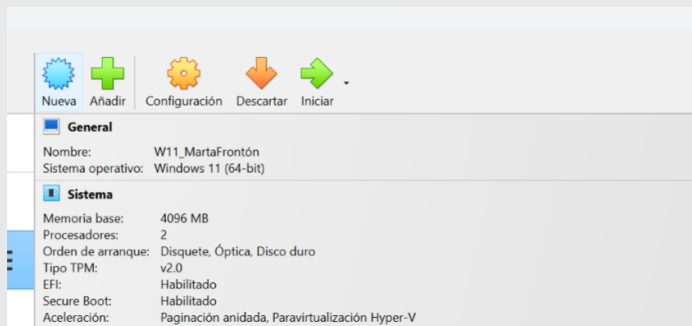 Nueva Añadir Configuración Descartar Iniciar
General
Nombre: W11_MartaFrontón
Sistema operativo: Windows 11 (64-bit)
Sistema
Memoria base: 4096 MB
Procesadores: 2
Orden de arranque: Disquete, Óptica, Disco duro
Tipo TPM: v2.0
EFI: Habilitado
Secure Boot: Habilitado
Aceleración: Paginación anidada, Paravirtualización Hyper-V